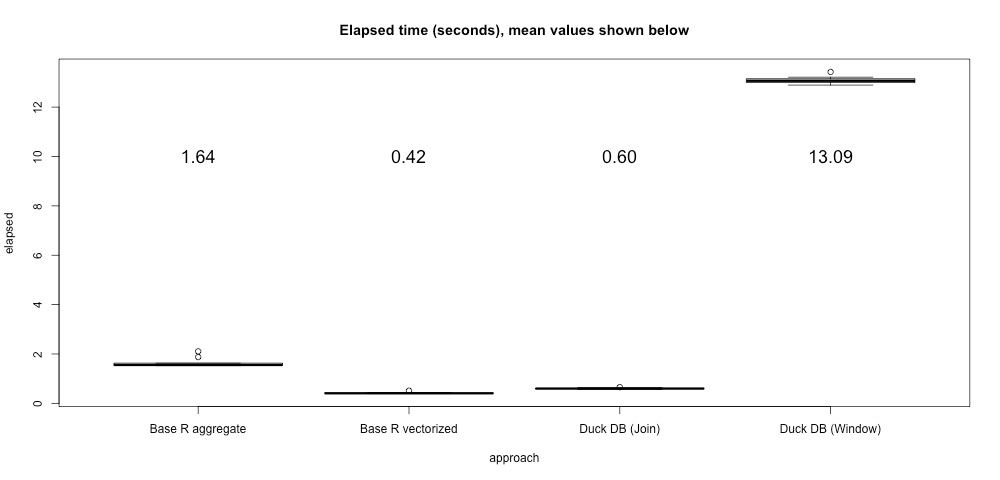 Elapsed time (seconds), mean values shown below
elapsed
12
10
8
6
4
2
0
1.64 0.42 0.60 13.09
Base R aggregate Base R vectorized Duck DB (Join) Duck DB (Window)
approach